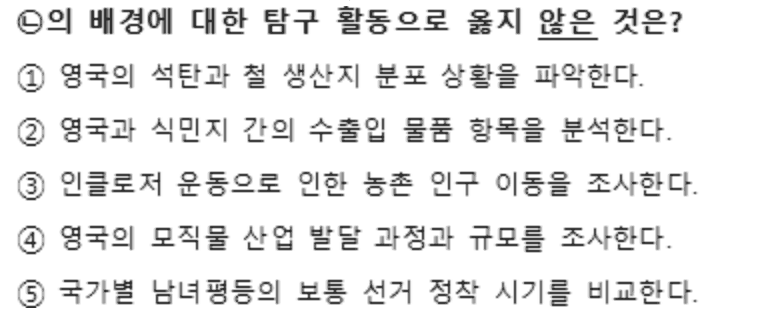 ㉡의 배경에 대한 탐구 활동으로 옳지 않은 것은?
① 영국의 석탄과 철 생산지 분포 상황을 파악한다.
② 영국과 식민지 간의 수출입 물품 항목을 분석한다.
③ 인클로저 운동으로 인한 농촌 인구 이동을 조사한다.
④ 영국의 모직물 산업 발달 과정과 규모를 조사한다.
⑤ 국가별 남녀평등의 보통 선거 정착 시기를 비교한다.